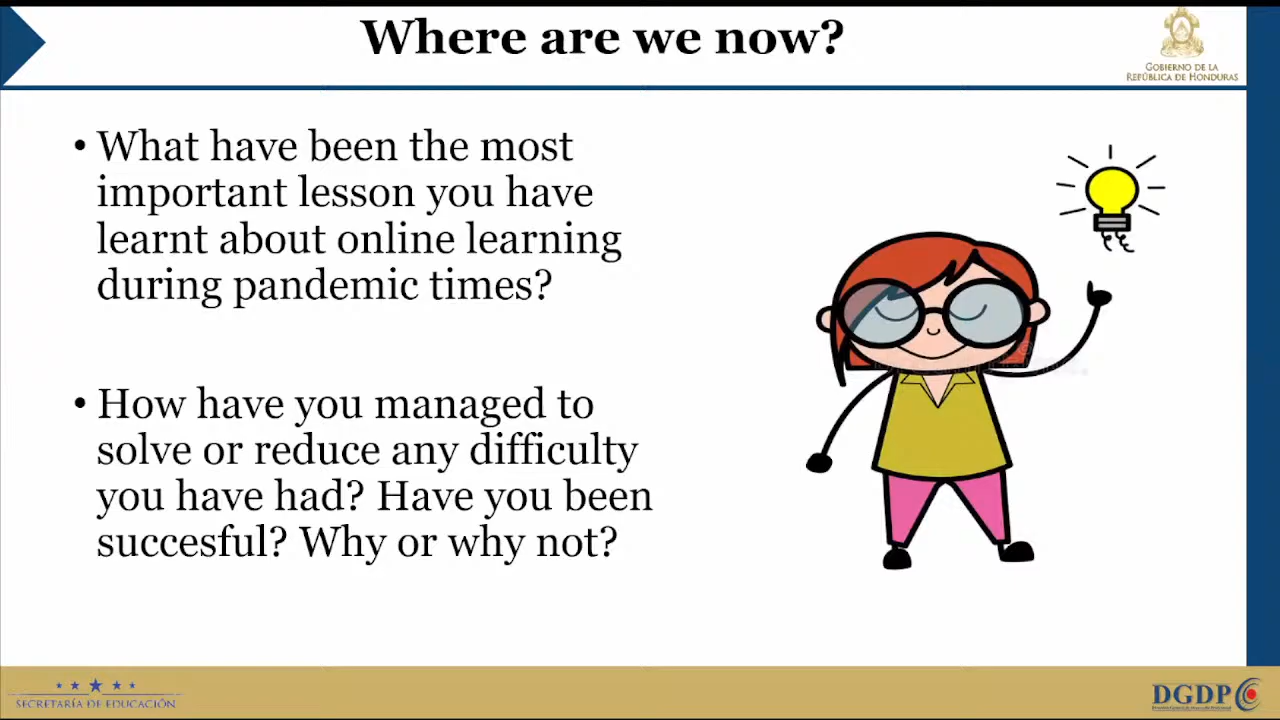 Where are we now?
GOBIERNO DE LA
REPÚBLICA DE HONDURAS
• What have been the most
important lesson you have
learnt about online learning
during pandemic times?
• How have you managed to
solve or reduce any difficulty
you have had? Have you been
succesful? Why or why not?
SECRETARÍA DE EDUCACIÓN
DGDP